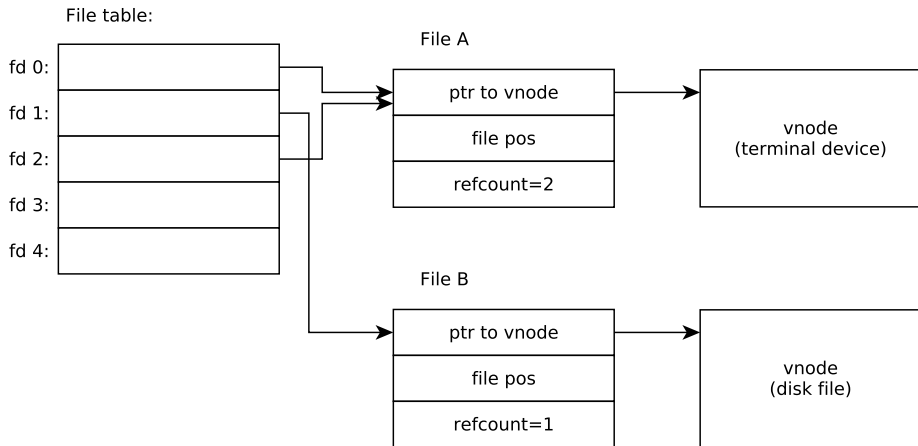 File table:
fd 0:
fd 1:
fd 2:
fd 3:
fd 4:
File A
ptr to vnode
file pos
refcount=2
vnode
(terminal device)
File B
ptr to vnode
file pos
refcount=1
vnode
(disk file)